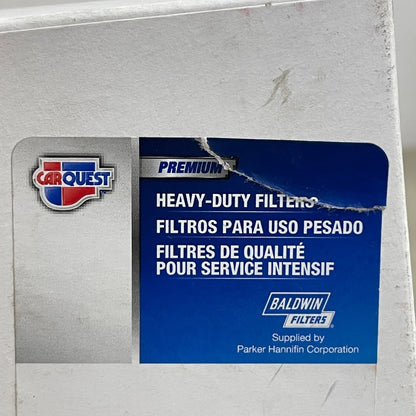 CARQUEST
PREMIUM
HEAVY-DUTY FILTERS
FILTROS PARA USO PESADO
FILTRES DE QUALITÉ
POUR SERVICE INTENSIF
BALDWIN
FILTERS®
Supplied by
Parker Hannifin Corporation